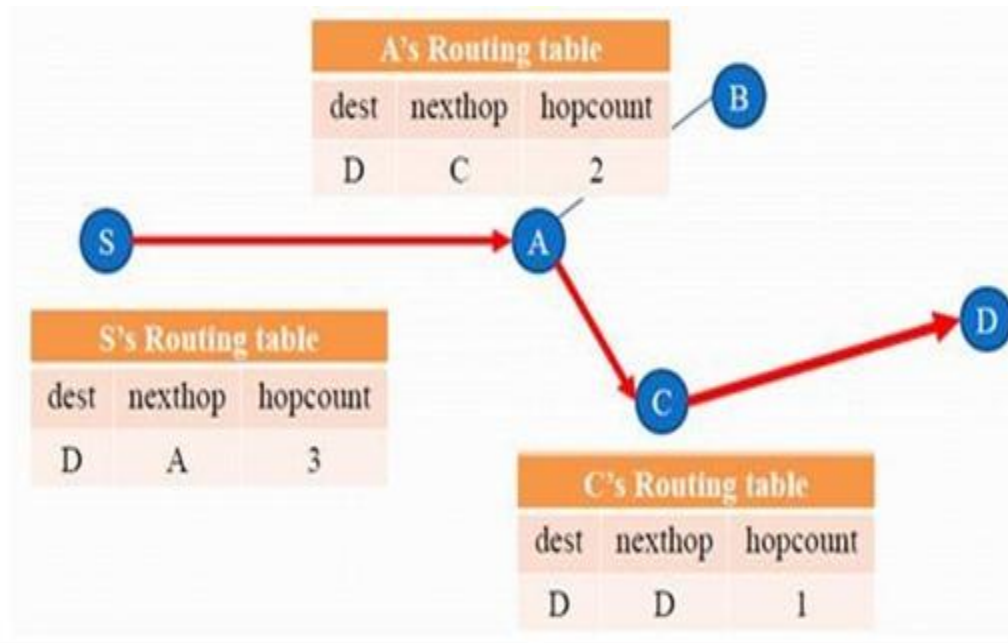 A's Routing table
dest nexthop hopcount
D C 2
B
S
A
S's Routing table
dest nexthop hopcount
D A 3
D
C
C's Routing table
dest nexthop hopcount
D D 1